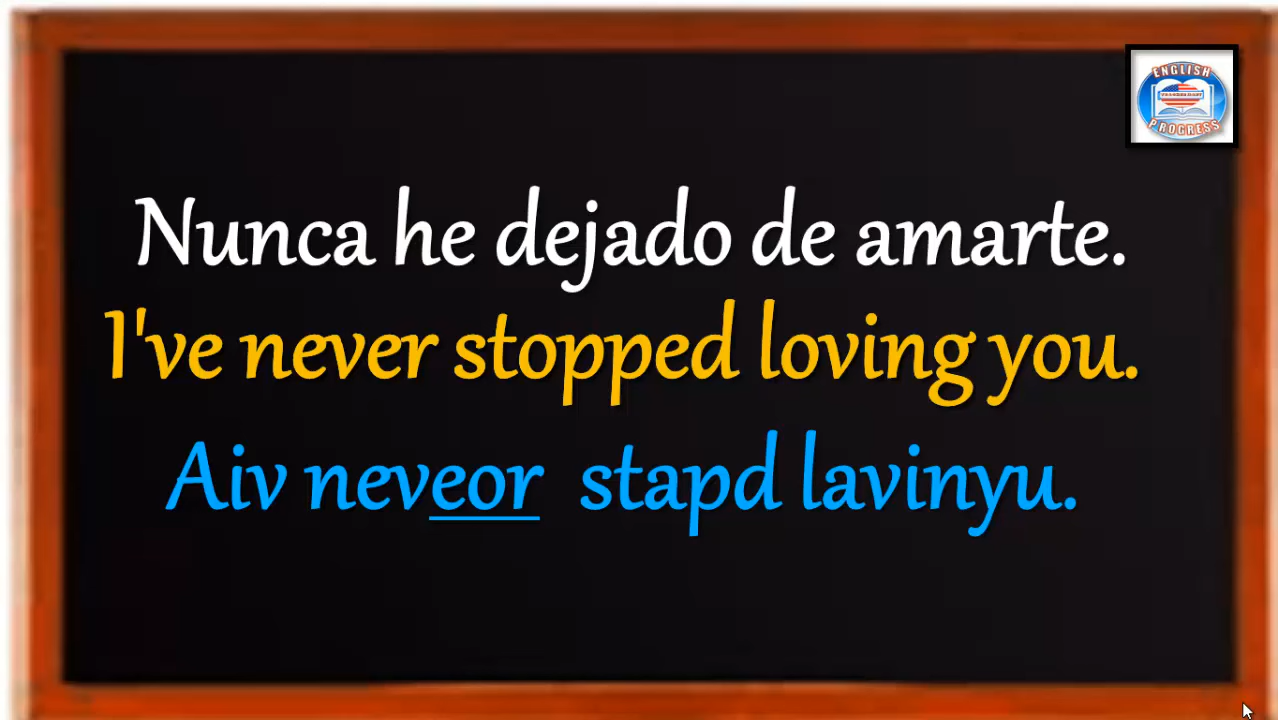 ENGLISH
PROGRESS
Nunca he dejado de amarte.
I've never stopped loving you.
Aiv neveor stapd lavinyu.